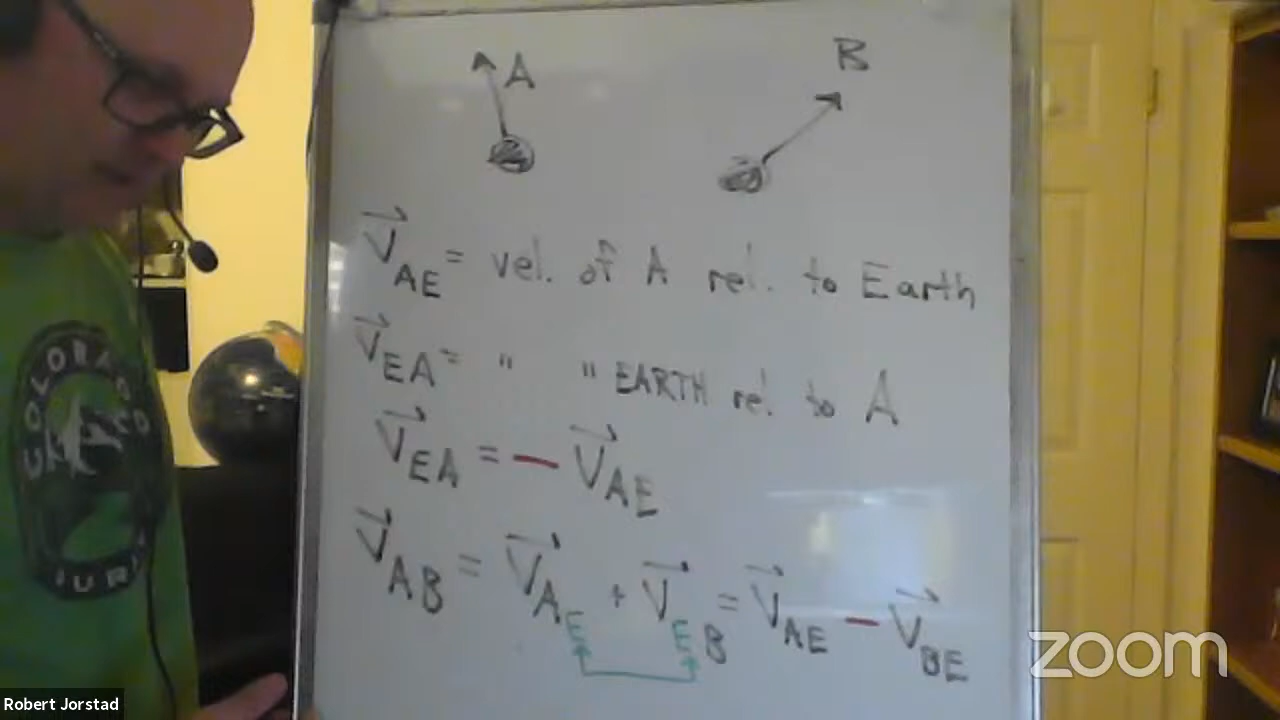 A B
V⃗AE = vel. of A rel. to Earth
V⃗EA = " " EARTH rel. to A
V⃗EA = − V⃗AE
V⃗AB = V⃗AE + V⃗EB = V⃗AE − V⃗BE
COLORADO
zoom
Robert Jorstad